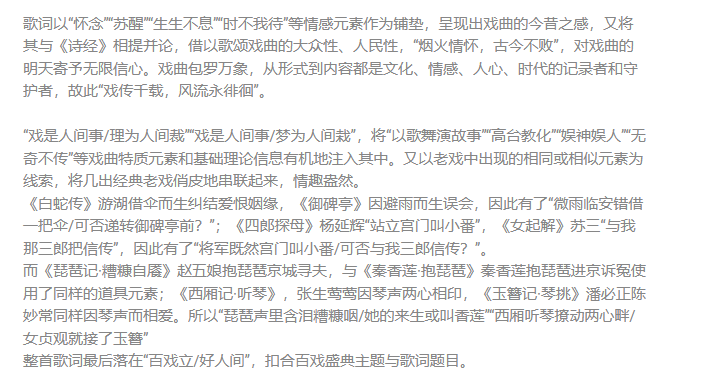 歌词以“怀念”“苏醒”“生生不息”“时不我待”等情感元素作为铺垫，呈现出戏曲的今昔之感，又将
其与《诗经》相提并论，借以歌颂戏曲的大众性、人民性，“烟火情怀，古今不败”，对戏曲的
明天寄予无限信心。戏曲包罗万象，从形式到内容都是文化、情感、人心、时代的记录者和守
护者，故此“戏传千载，风流永徘徊”。
“戏是人间事/理为人间裁”“戏是人间事/梦为人间栽”，将“以歌舞演故事”“高台教化”“娱神娱人”“无
奇不传”等戏曲特质元素和基础理论信息有机地注入其中。又以老戏中出现的相同或相似元素为
线索，将几出经典老戏俏皮地串联起来，情趣盎然。
《白蛇传》游湖借伞而生纠结爱恨姻缘，《御碑亭》因避雨而生误会，因此有了“微雨临安错借
一把伞/可否递转御碑亭前？”；《四郎探母》杨延辉“站立宫门叫小番”，《女起解》苏三“与我
那三郎把信传”，因此有了“将军既然宫门叫小番/可否与我三郎信传？”。
而《琵琶记·糟糠自餍》赵五娘抱琵琶京城寻夫，与《秦香莲·抱琵琶》秦香莲抱琵琶进京诉冤使
用了同样的道具元素；《西厢记·听琴》，张生莺莺因琴声两心相印，《玉簪记·琴挑》潘必正陈
妙常同样因琴声而相爱。所以“琵琶声里含泪糟糠咽/她的来生或叫香莲”“西厢听琴撩动两心畔/
女贞观就接了玉簪”
整首歌词最后落在“百戏立/好人间”，扣合百戏盛典主题与歌词题目。